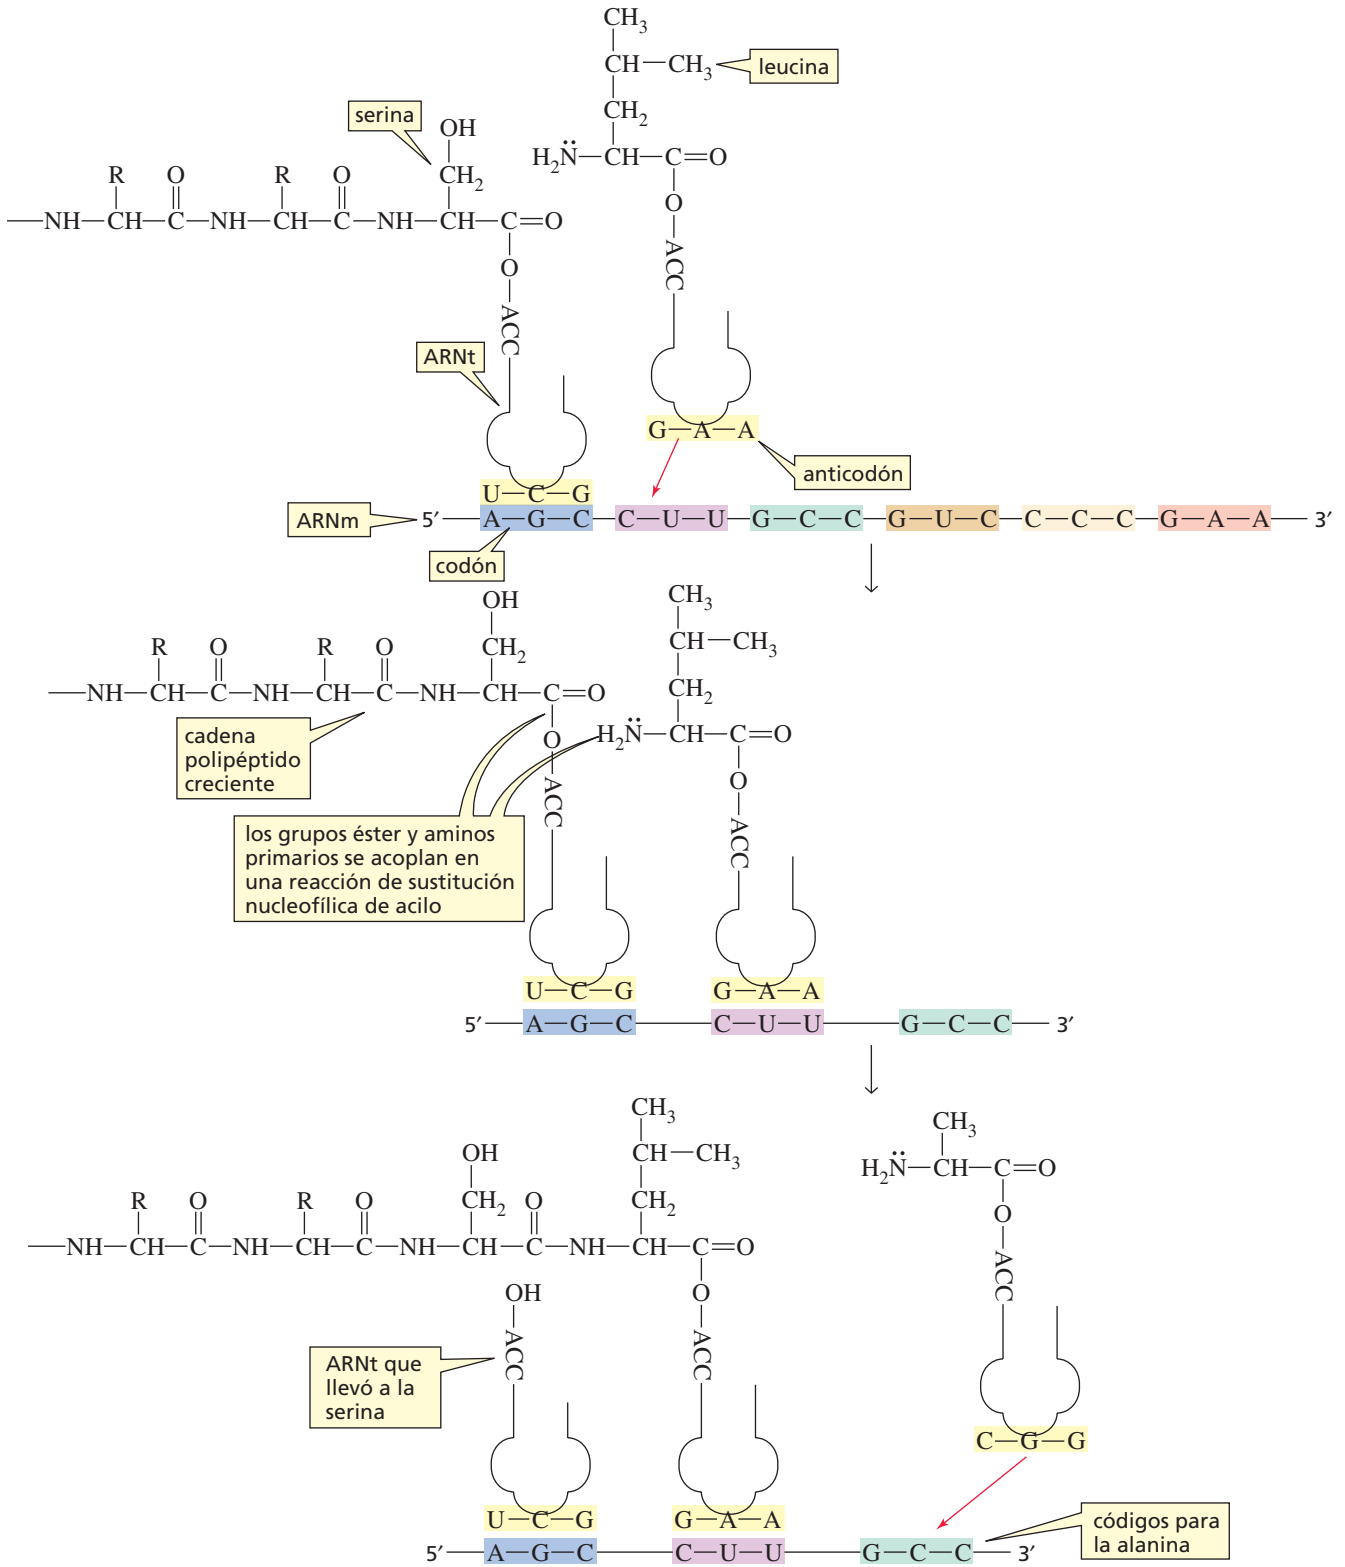 CH₃
CH—CH₃
leucina
serina
OH
CH₂
CH₂
H₂N̈—CH—C=O
R O R O
—NH—CH—C—NH—CH—C—NH—CH—C=O
O
ACC
O
ACC
ARNt
G—A—A
anticodón
U—C—G
ARNm
5′—A—G—C—C—U—U—G—C—C—G—U—C—C—C—C—G—A—A—3′
codón
CH₃
OH
R O R O
CH₂
CH—CH₃
CH₂
—NH—CH—C—NH—CH—C—NH—CH—C=O
cadena
polipéptido
creciente
O
H₂N̈—CH—C=O
O
ACC
ACC
los grupos éster y aminos
primarios se acoplan en
una reacción de sustitución
nucleofílica de acilo
U—C—G
G—A—A
5′—A—G—C—C—U—U—G—C—C—3′
CH₃
CH₃
OH
CH—CH₃
H₂N̈—CH—C=O
R O R O
CH₂
O
CH₂
O
—NH—CH—C—NH—CH—C—NH—CH—C—NH—CH—C=O
ACC
OH
O
ACC
ACC
ARNt que
llevó a la
serina
C—G—G
U—C—G
G—A—A
códigos para
la alanina
5′—A—G—C—C—U—U—G—C—C—3′